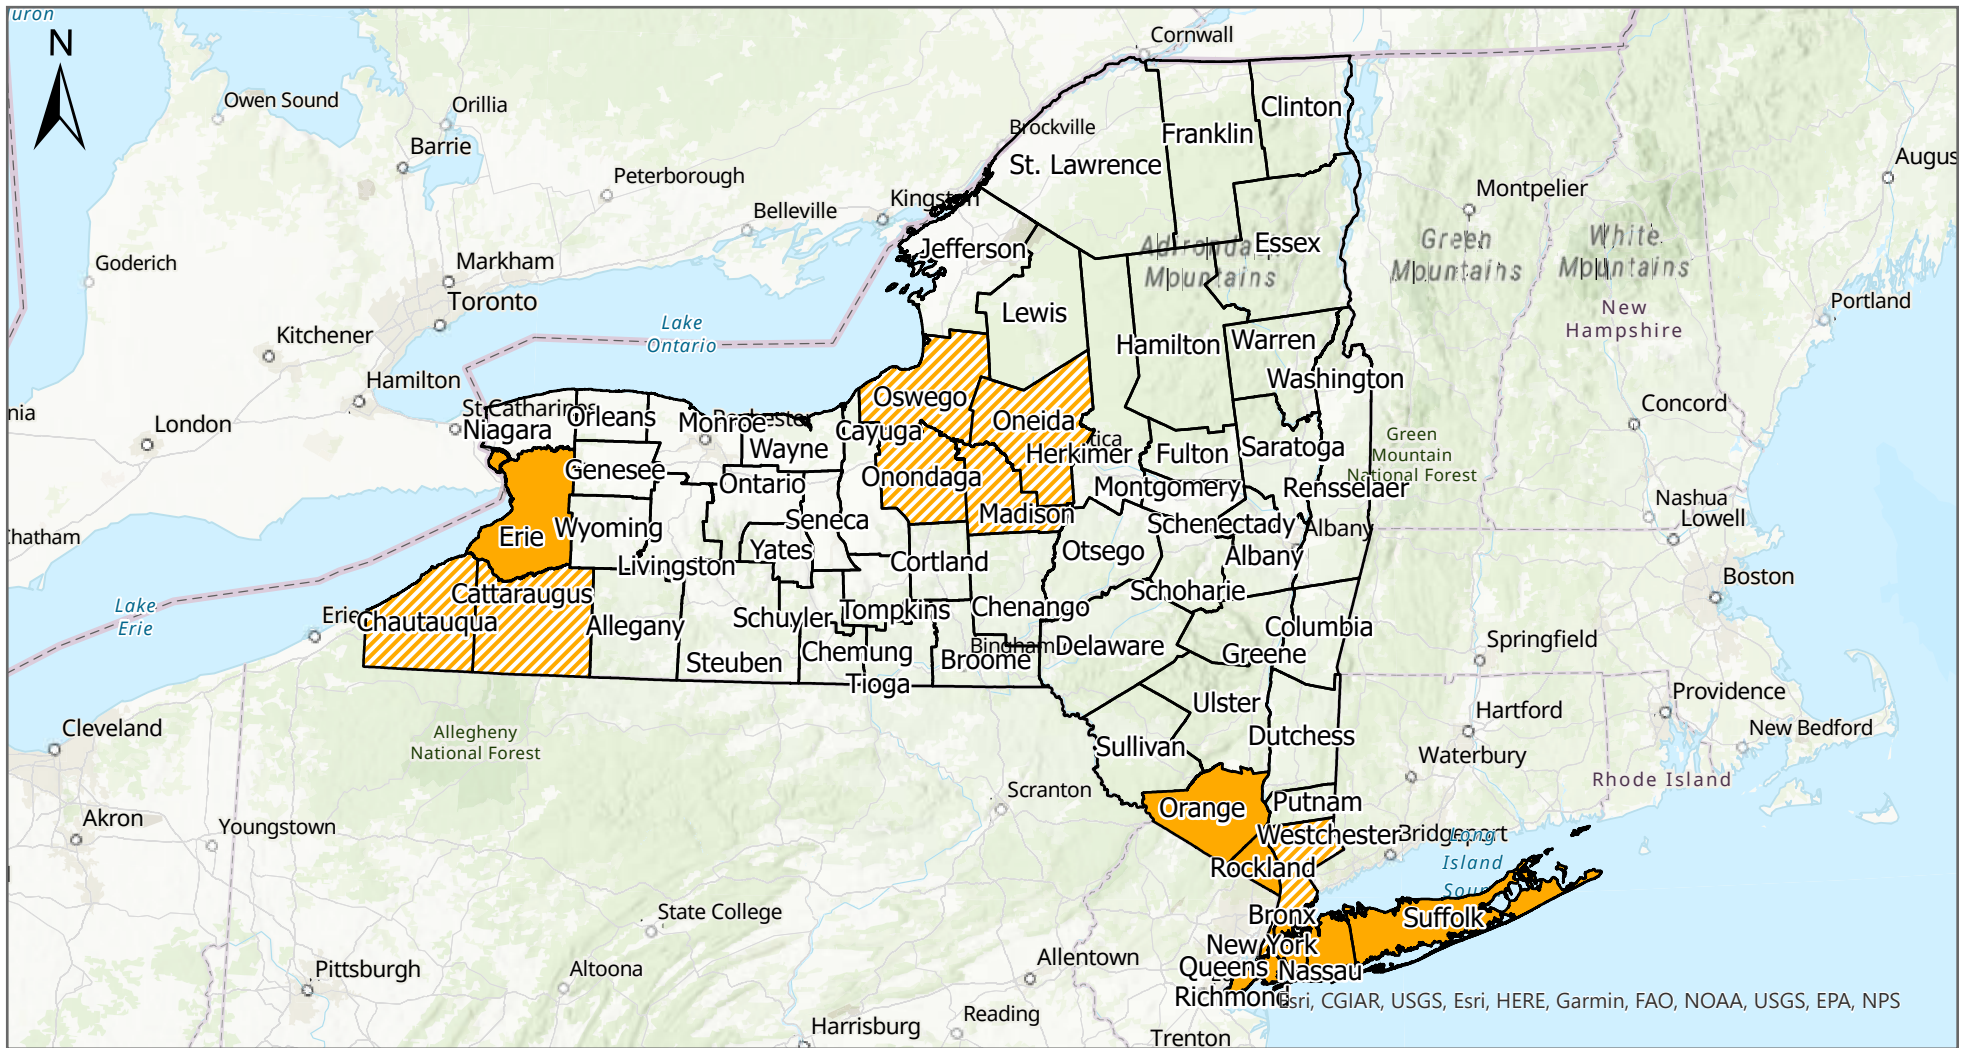 uron
N
Cornwall
Owen Sound
Orillia
Clinton
Brockville
Franklin
Barrie
Augus
St. Lawrence
Peterborough
Montpelier
Kingston
Belleville
Jefferson
Essex
Green
Mountains
White
Mountains
Goderich
Markham
Mountains
Toronto
Portland
Lewis
New
Hampshire
Lake
Ontario
Kitchener
Hamilton
Warren
Hamilton
Washington
Oswego
Concord
nia
London
Orleans
Monroe
Oneida
Niagara
Cayuga
tica
Wayne
Herkimer
Fulton
Saratoga
Green
Mountain
National Forest
Genesee
Ontario
Onondaga
Montgomery
Rensselaer
Nashua
Lowell
Seneca
Madison
Schenectady
Albany
Erie
Wyoming
Chatham
Yates
Otsego
Albany
Livingston
Cortland
Boston
Cattaraugus
Schoharie
Lake
Erie
Erie
Chautauqua
Allegany
Schuyler
Tompkins
Chenango
Columbia
Springfield
Delaware
Steuben
Chemung
Broome
Greene
Tioga
Providence
Ulster
Hartford
New Bedford
Cleveland
Allegheny
National Forest
Sullivan
Dutchess
Waterbury
Rhode Island
Scranton
Orange
Putnam
Akron
Youngstown
Westchester
Bridgeport
Long
Island
Rockland
State College
Bronx
Suffolk
New York
Allentown
Pittsburgh
Altoona
Queens
Nassau
Richmond
Esri, CGIAR, USGS, Esri, HERE, Garmin, FAO, NOAA, USGS, EPA, NPS
Reading
Harrisburg
Trenton